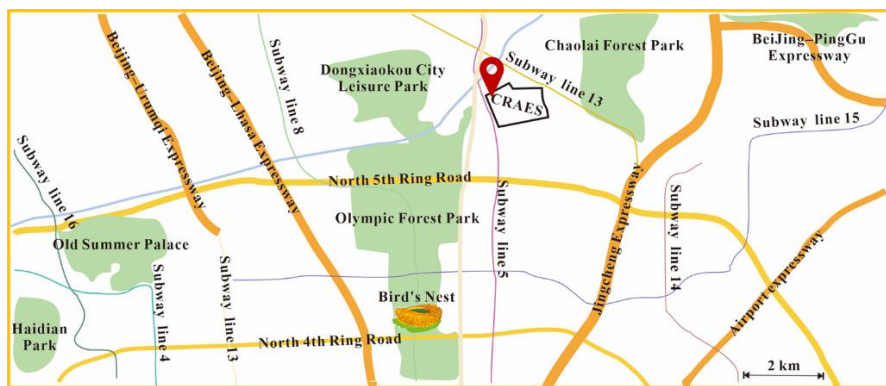 Beijing–Urumqi Expressway
Beijing–Lhasa Expressway
Subway line 8
Dongxiaokou City
Leisure Park
Subway line 13
CRAES
Chaolai Forest Park
BeiJing–PingGu
Expressway
Subway line 15
Subway line 16
North 5th Ring Road
Old Summer Palace
Olympic Forest Park
Subway line 5
Jingcheng Expressway
Subway line 14
Airport expressway
Haidian
Park
Subway line 4
Subway line 13
Bird's Nest
North 4th Ring Road
2 km